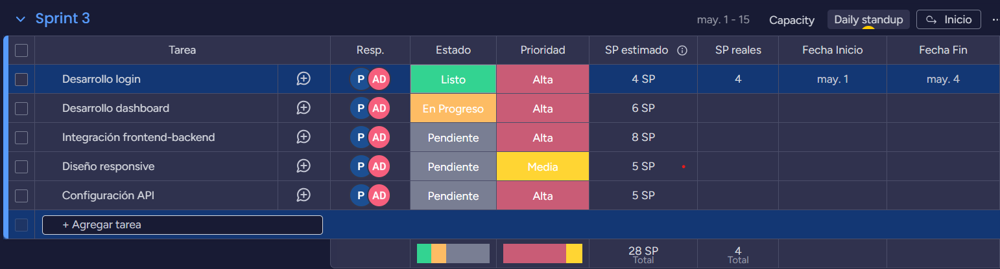 Sprint 3 may. 1 - 15 Capacity Daily standup Inicio
Tarea Resp. Estado Prioridad SP estimado SP reales Fecha Inicio Fecha Fin
Desarrollo login P AD Listo Alta 4 SP 4 may. 1 may. 4
Desarrollo dashboard P AD En Progreso Alta 6 SP
Integración frontend-backend P AD Pendiente Alta 8 SP
Diseño responsive P AD Pendiente Media 5 SP
Configuración API P AD Pendiente Alta 5 SP
+ Agregar tarea
28 SP 4
Total Total